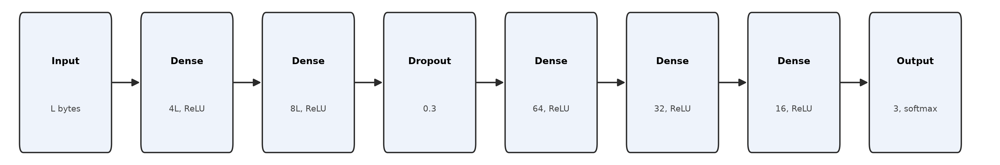 Input
L bytes
Dense
4L, ReLU
Dense
8L, ReLU
Dropout
0.3
Dense
64, ReLU
Dense
32, ReLU
Dense
16, ReLU
Output
3, softmax